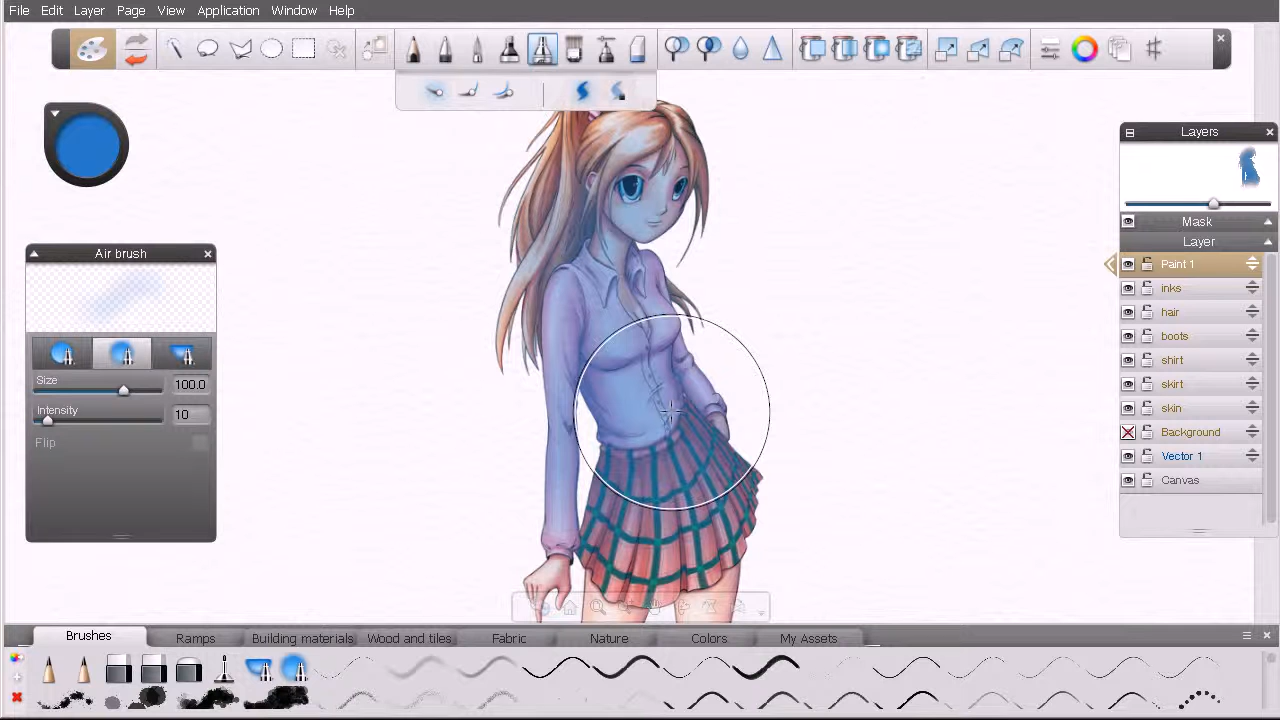 File Edit Layer Page View Application Window Help
Layers
Mask
Layer
Paint 1
inks
hair
boots
shirt
skirt
skin
Background
Vector 1
Canvas
Air brush
Size 100.0
Intensity 10
Flip
Brushes Ramps Building materials Wood and tiles Fabric Nature Colors My Assets